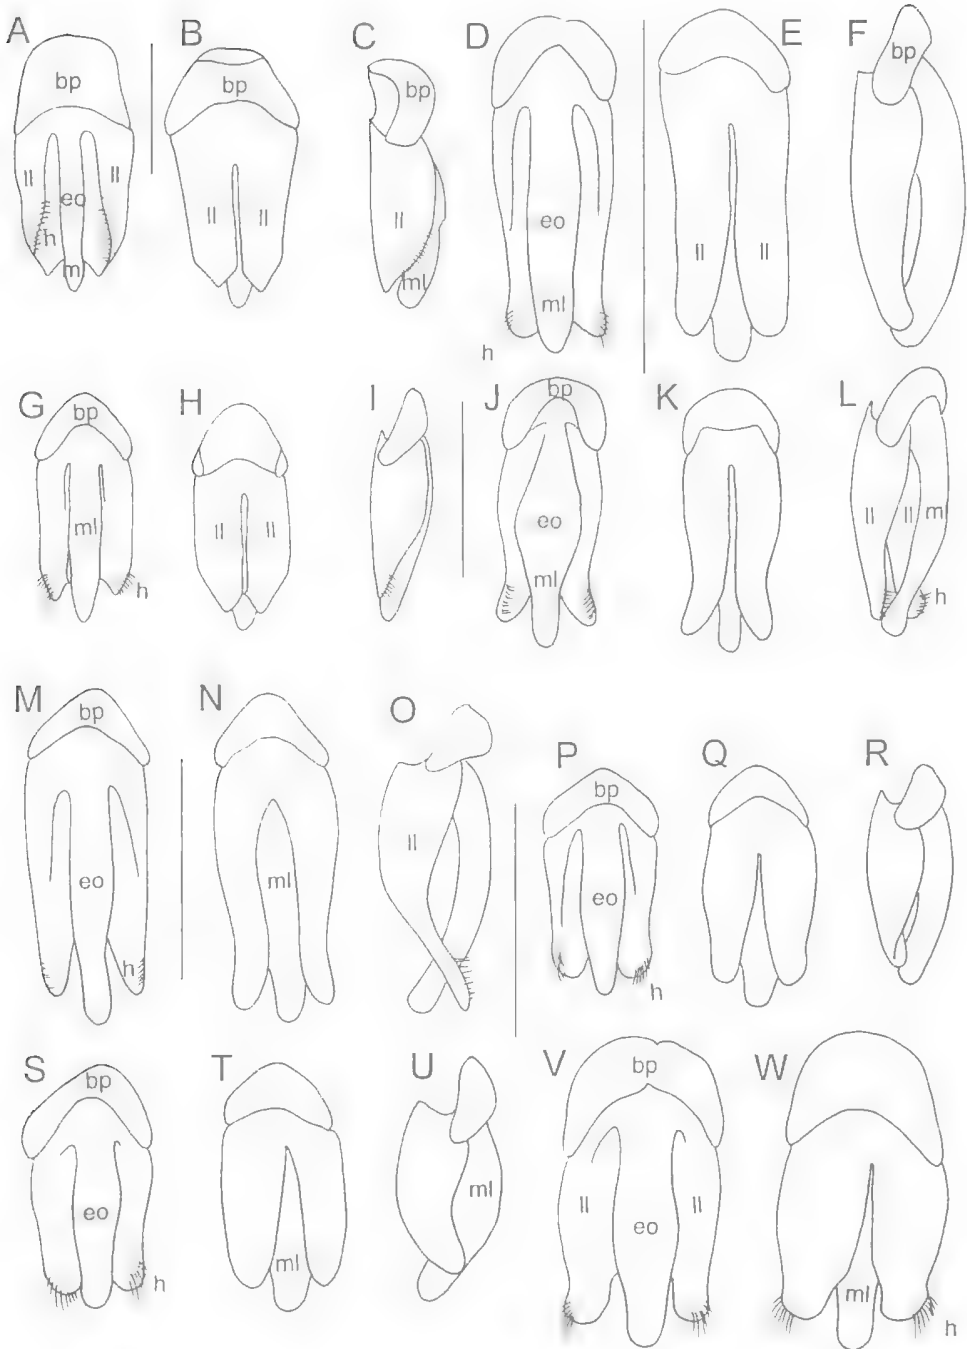 A B C D E F
bp bp bp bp
ll ll ll ll ll eo ll ll
eo h m ml ml
h
G H I J K L
bp bp
ml ll ll eo ll ll ml
h ml h
M N O P Q R
bp bp
ll
eo ml eo
h h
S T U V W
bp bp
eo ml ll eo ll
h ml ml h